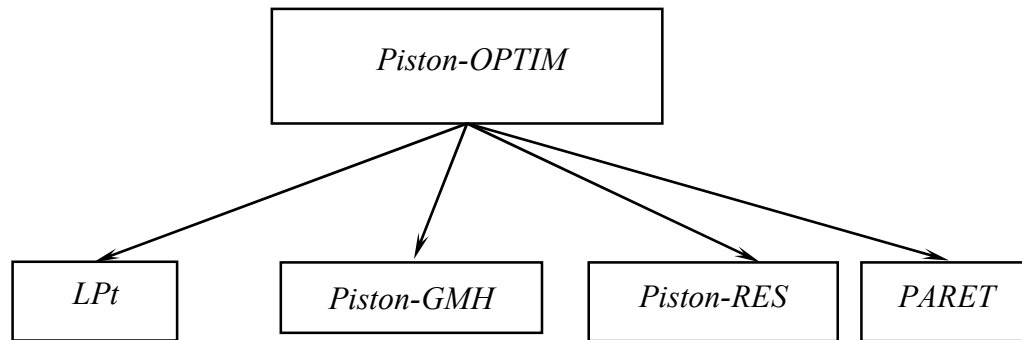 Piston-OPTIM
LPt
Piston-GMH
Piston-RES
PARET